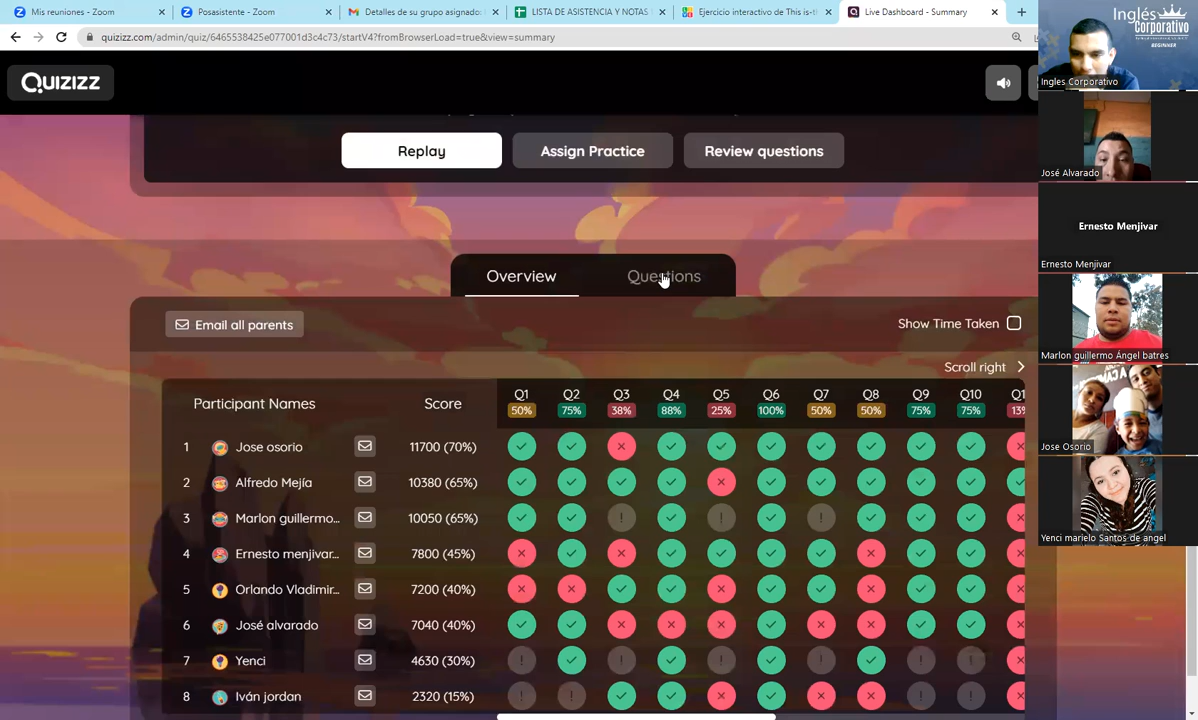 Mis reuniones - Zoom
Posasistente - Zoom
Detalles de su grupo asignado:
LISTA DE ASISTENCIA Y NOTAS
Ejercicio interactivo de This is-th
Live Dashboard - Summary
quizizz.com/admin/quiz/6465538425e077001d3c4c73/startV4?fromBrowserLoad=true&view=summary
QUIZIZZ
Replay
Assign Practice
Review questions
Overview
Questions
Email all parents
Show Time Taken
Scroll right
Participant Names
Score
Q1 Q2 Q3 Q4 Q5 Q6 Q7 Q8 Q9 Q10 Q1
50% 75% 38% 88% 25% 100% 50% 50% 75% 75% 13%
1 Jose osorio 11700 (70%)
2 Alfredo Mejía 10380 (65%)
3 Marlon guillermo... 10050 (65%)
4 Ernesto menjivar... 7800 (45%)
5 Orlando Vladimir... 7200 (40%)
6 José alvarado 7040 (40%)
7 Yenci 4630 (30%)
8 Iván jordan 2320 (15%)
Inglés
Corporativo
BEGINNER
Ingles Corporativo
José Alvarado
Ernesto Menjivar
Ernesto Menjivar
Marlon guillermo Ángel batres
Jose Osorio
Yenci marielo Santos de angel